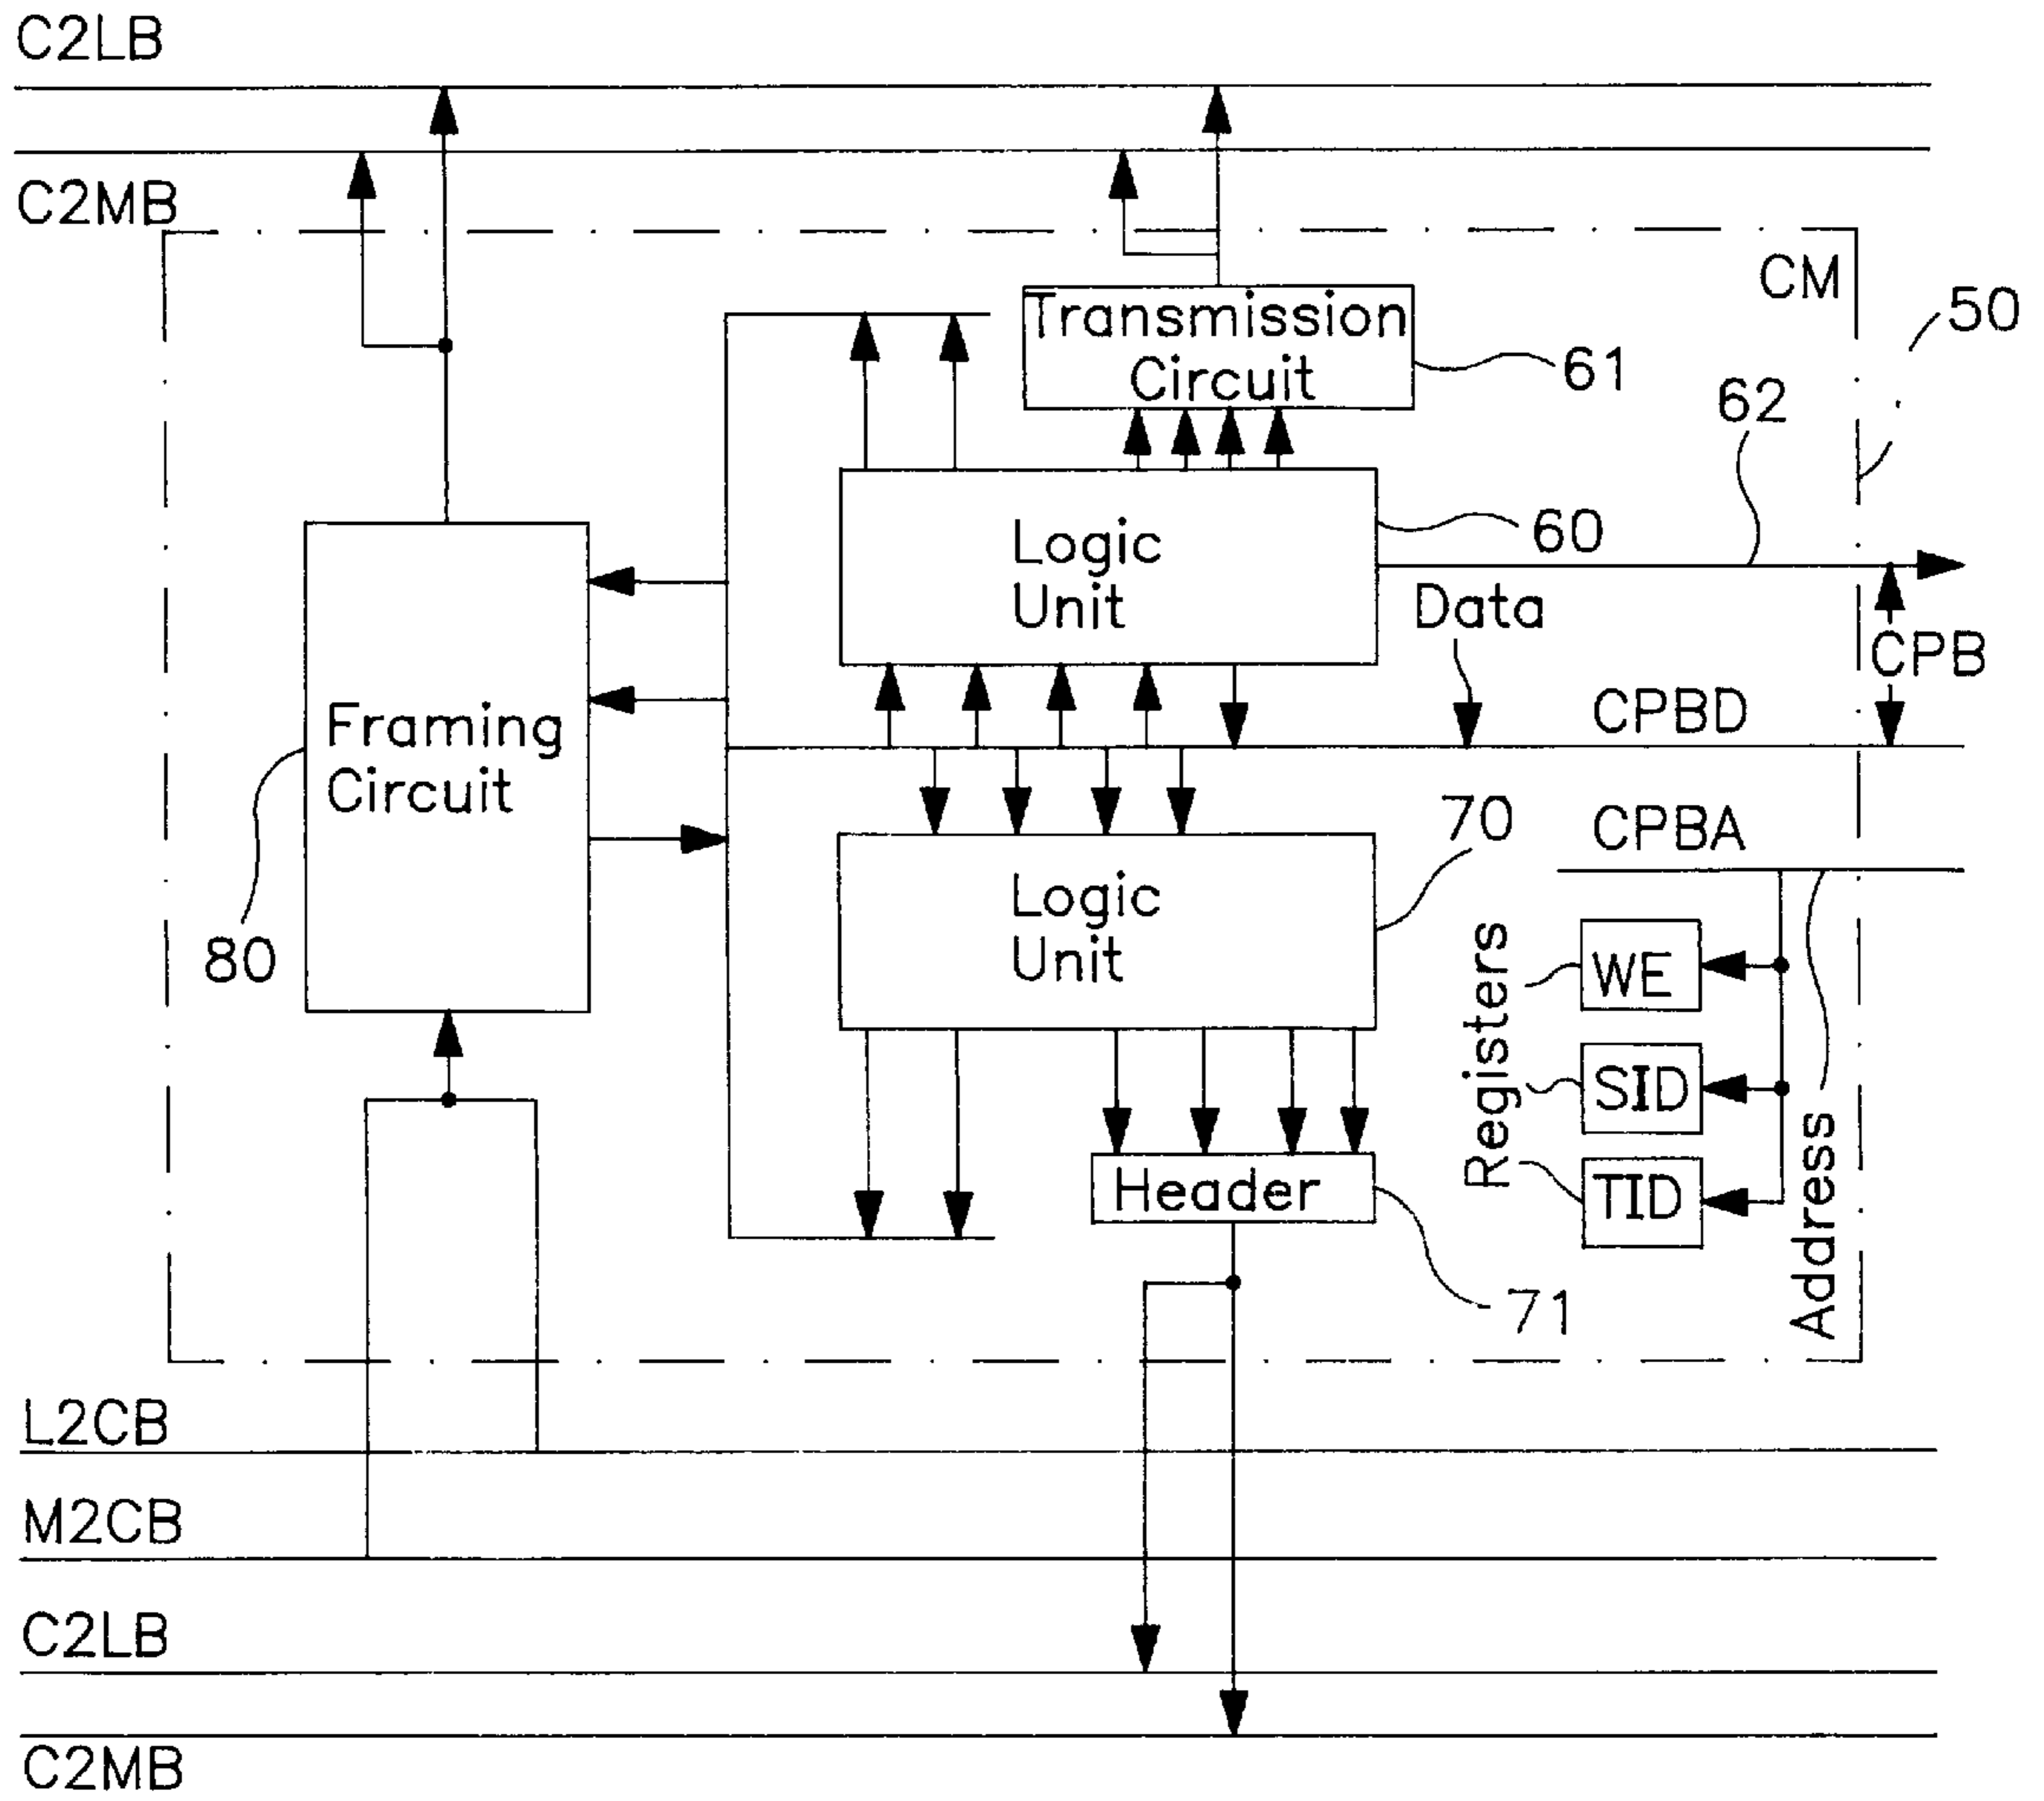 C2LB
C2MB
CM
50
Transmission
Circuit
61
62
Logic
Unit
60
Data
CPB
CPBD
Framing
Circuit
80
CPBA
70
Logic
Unit
Registers
WE
SID
TID
Address
Header
71
L2CB
M2CB
C2LB
C2MB